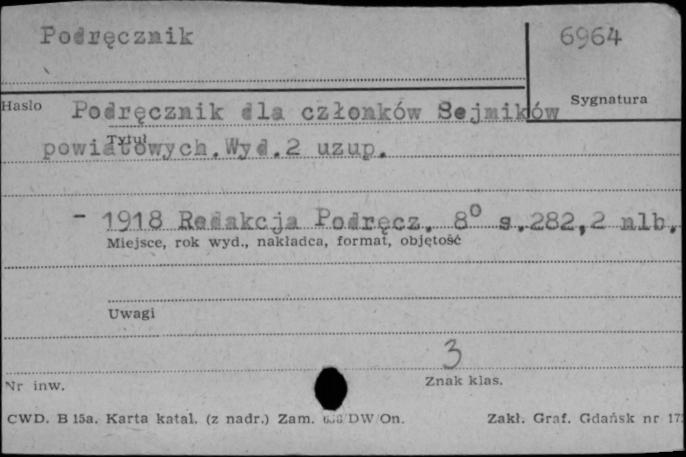 Podręcznik
6964
Hasło
Sygnatura
Podręcznik dla członków Sejmików
Tytuł
powiatowych.Wyd.2 uzup.
- 1918 Redakcja Podręcz. 8° s.282,2 nlb.
Miejsce, rok wyd., nakładca, format, objętość
Uwagi
3
Nr inw.
Znak klas.
CWD. B 15a. Karta katal. (z nadr.) Zam. DW/On.
Zakł. Graf. Gdańsk nr